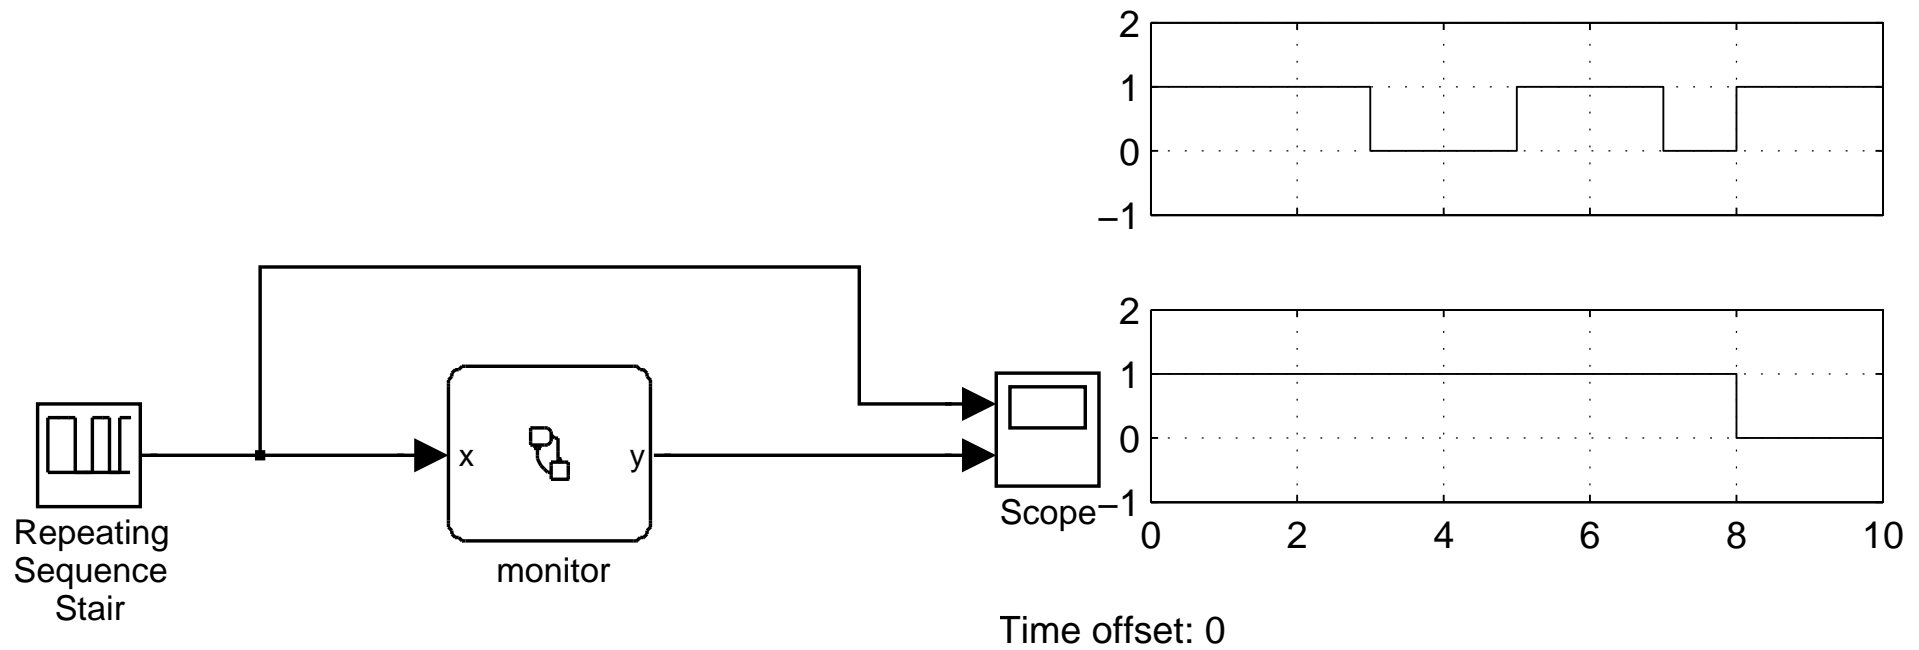 2
1
0
−1
2
1
0
−1
0 2 4 6 8 10
x
y
Repeating
Sequence
Stair
monitor
Scope
Time offset: 0